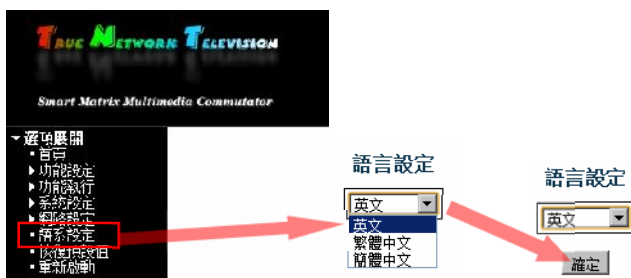 True Network Television
Smart Matrix Multimedia Commutator
選項展開
首頁
功能設定
功能執行
系統設定
網路設定
語系設定
恢復預設值
重新啟動
語言設定
英文
英文
繁體中文
簡體中文
語言設定
英文
確定